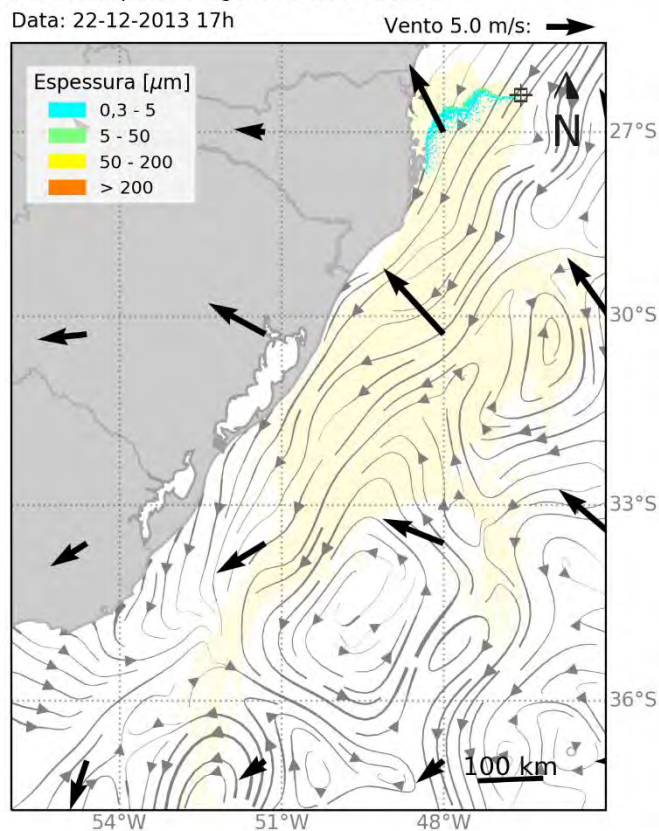 Data: 22-12-2013 17h
Vento 5.0 m/s:
Espessura [μm]
0,3 - 5
5 - 50
50 - 200
> 200
N
27°S
30°S
33°S
36°S
100 km
54°W
51°W
48°W